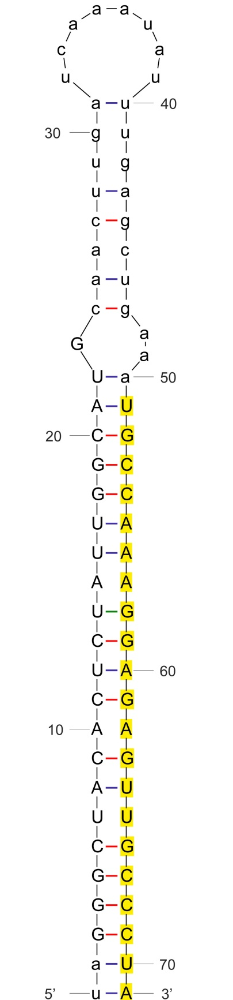 a a
a u
c a
u u
a u 40
30 g u
u g
u a
c g
a c
a u
c g
a
G a
U a 50
A U
20 C G
G C
G C
U A
U A
A A
U G
C G
U A 60
C G
10 A A
C G
A U
U U
C G
G C
G C
G C
a U 70
5' u A 3'